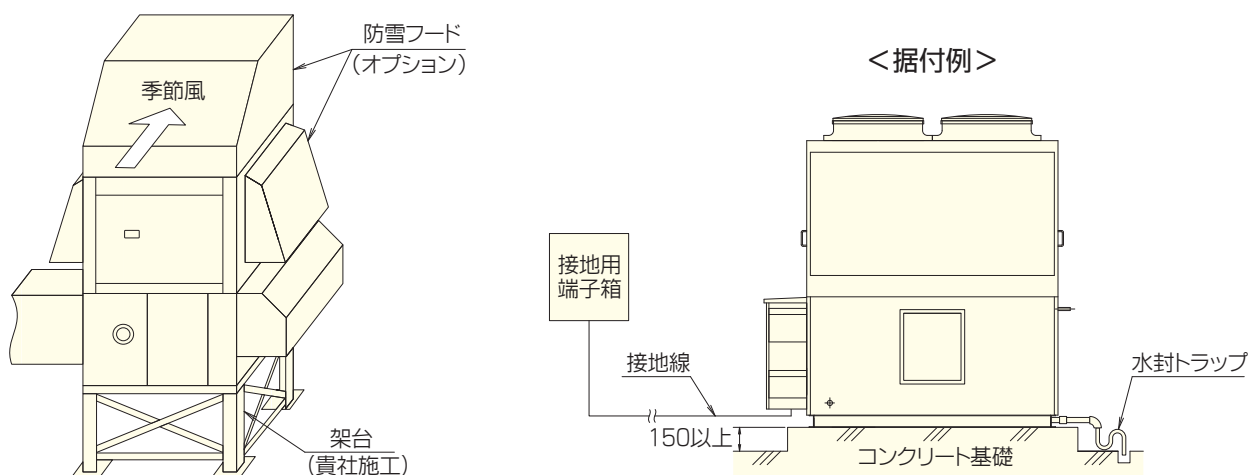 防雪フード
(オプション)
季節風
架台
(貴社施工)
<据付例>
接地用
端子箱
接地線
水封トラップ
150以上
コンクリート基礎